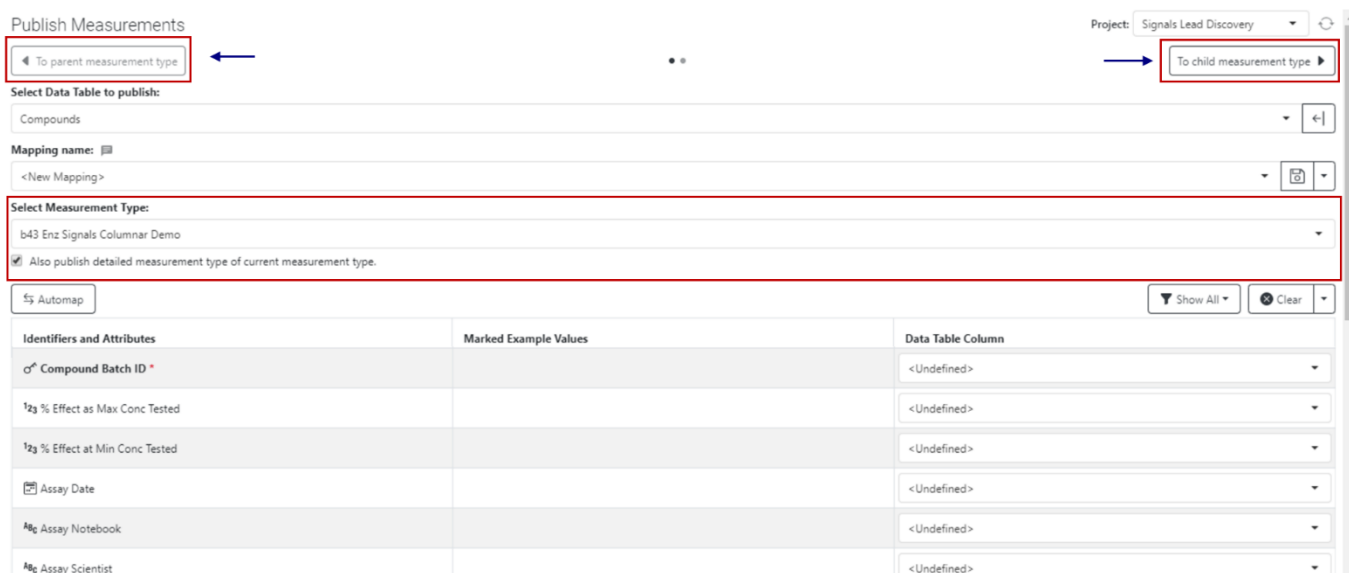 Publish Measurements
Project: Signals Lead Discovery
To parent measurement type
To child measurement type
Select Data Table to publish:
Compounds
Mapping name:
<New Mapping>
Select Measurement Type:
b43 Enz Signals Columnar Demo
Also publish detailed measurement type of current measurement type.
Automap
Show All
Clear
Identifiers and Attributes Marked Example Values Data Table Column
Compound Batch ID * <Undefined>
123 % Effect as Max Conc Tested <Undefined>
123 % Effect at Min Conc Tested <Undefined>
Assay Date <Undefined>
ABC Assay Notebook <Undefined>
ABC Assay Scientist <Undefined>